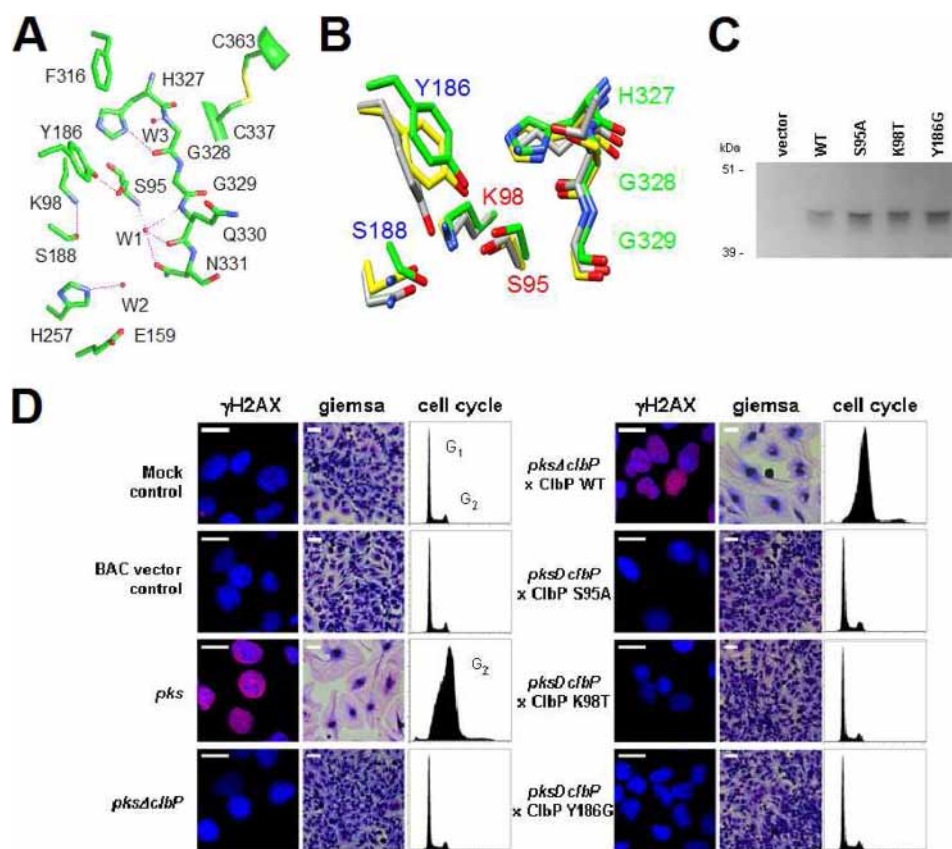 A
C363
F316
H327
W3
C337
Y186
G328
S95
G329
K98
W1
Q330
S188
N331
W2
H257
E159
B
Y186
H327
K98
G328
S188
G329
S95
C
vector
WT
S95A
K98T
Y186G
kDa
51 -
39 -
D
γH2AX giemsa cell cycle
γH2AX giemsa cell cycle
Mock
control
G1
G2
BAC vector
control
pks
G2
pksΔclbP
pksΔclbP
x ClbP WT
pksDclbP
x ClbP S95A
pksDclbP
x ClbP K98T
pksDclbP
x ClbP Y186G